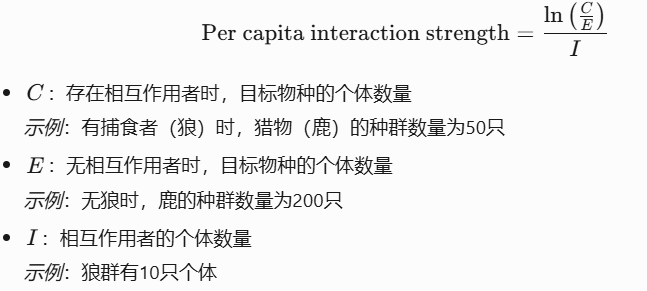 Per capita interaction strength = ln(C/E)/I
• C：存在相互作用者时，目标物种的个体数量
示例：有捕食者（狼）时，猎物（鹿）的种群数量为50只
• E：无相互作用者时，目标物种的个体数量
示例：无狼时，鹿的种群数量为200只
• I：相互作用者的个体数量
示例：狼群有10只个体